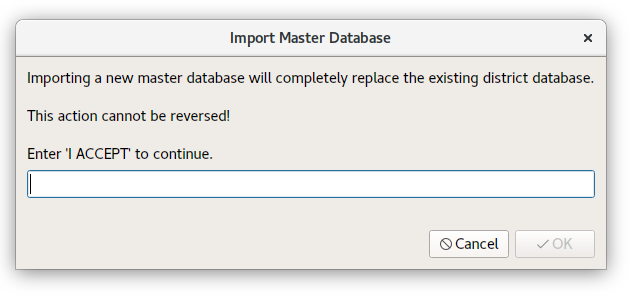 Import Master Database
Importing a new master database will completely replace the existing district database.
This action cannot be reversed!
Enter 'I ACCEPT' to continue.
Cancel OK